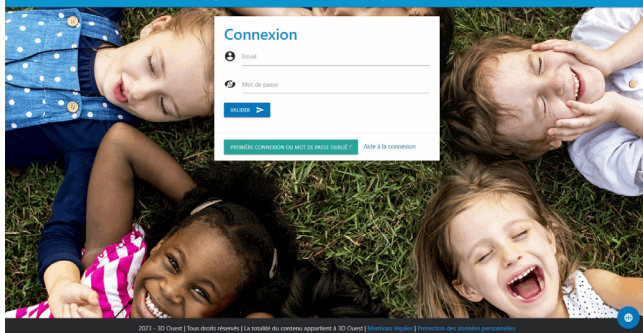 Connexion
Email
Mot de passe
VALIDER
PREMIÈRE CONNEXION OU MOT DE PASSE OUBLIÉ ?
Aide à la connexion
2023 - 3D Ouest | Tous droits réservés | La totalité du contenu appartient à 3D Ouest | Mentions légales | Protection des données personnelles